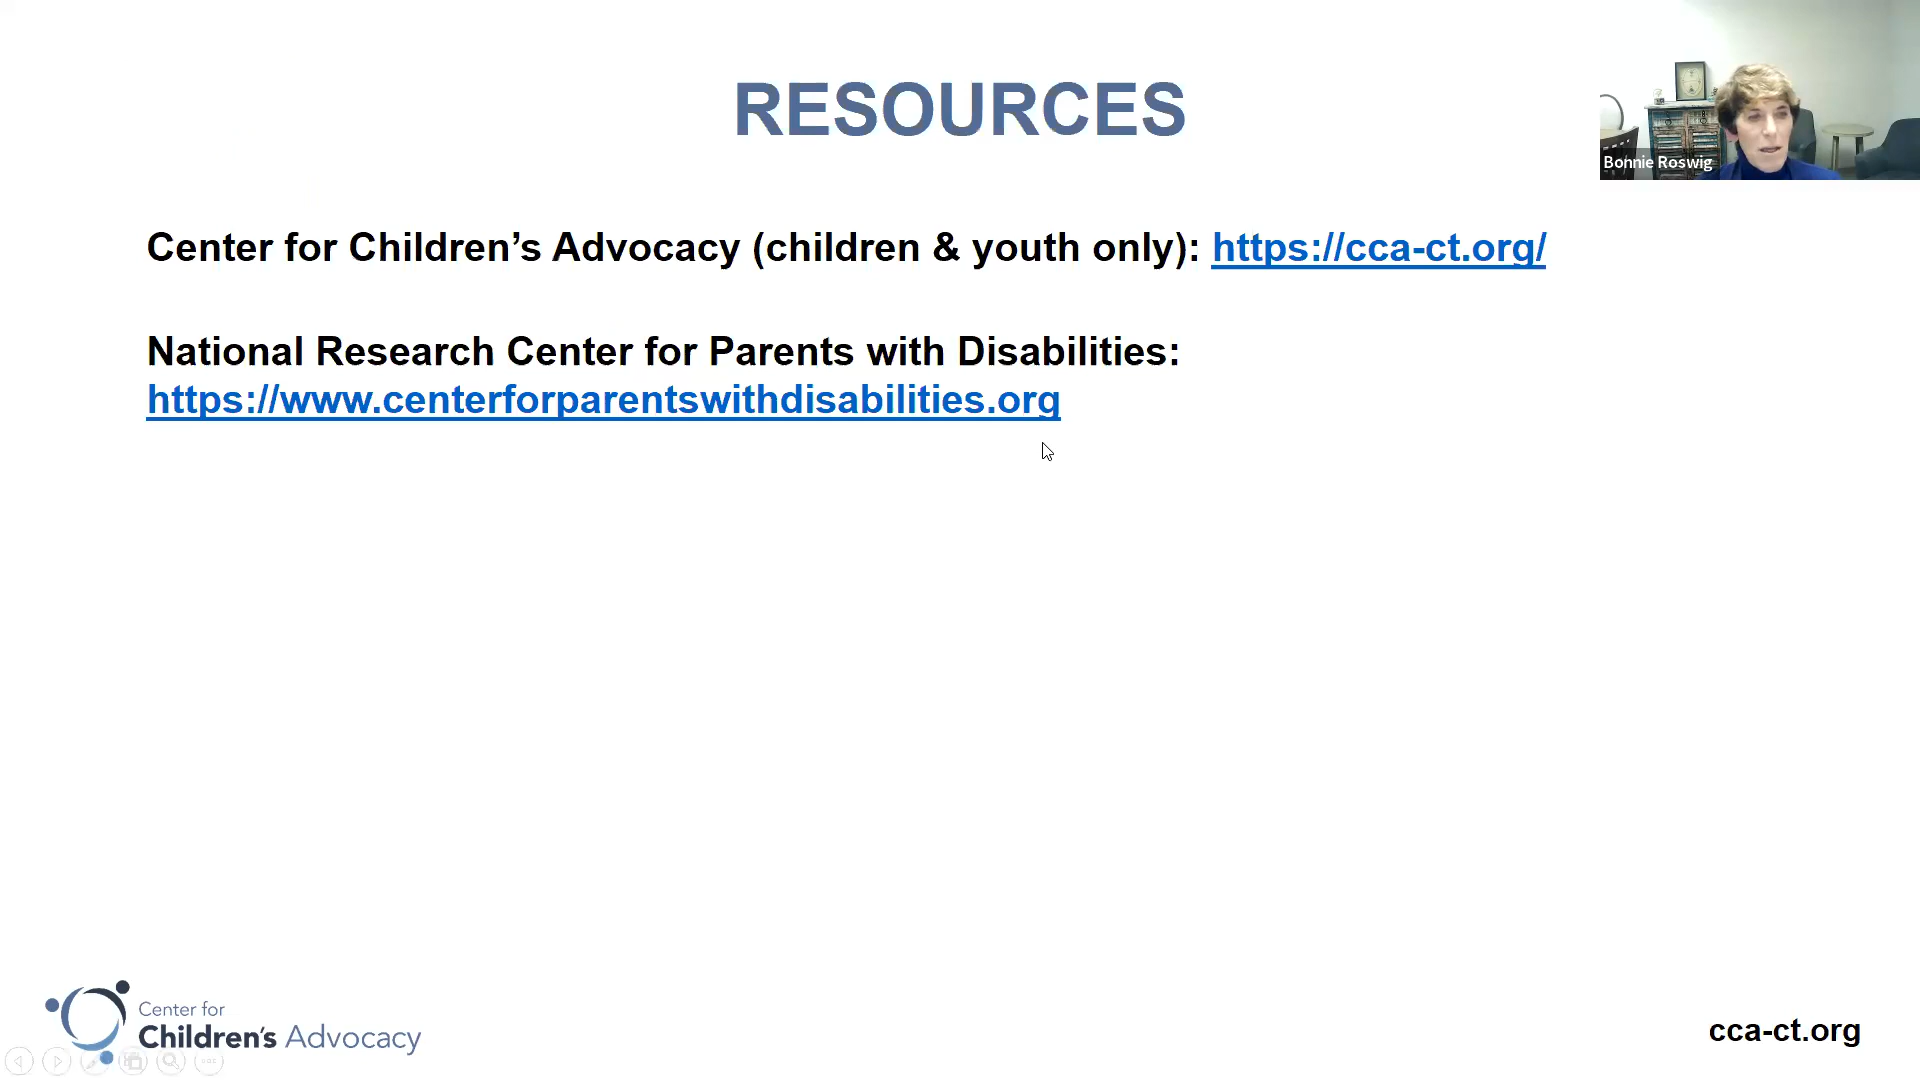 RESOURCES
Bonnie Roswig
Center for Children’s Advocacy (children & youth only): https://cca-ct.org/
National Research Center for Parents with Disabilities:
https://www.centerforparentswithdisabilities.org
Center for
Children's Advocacy
cca-ct.org